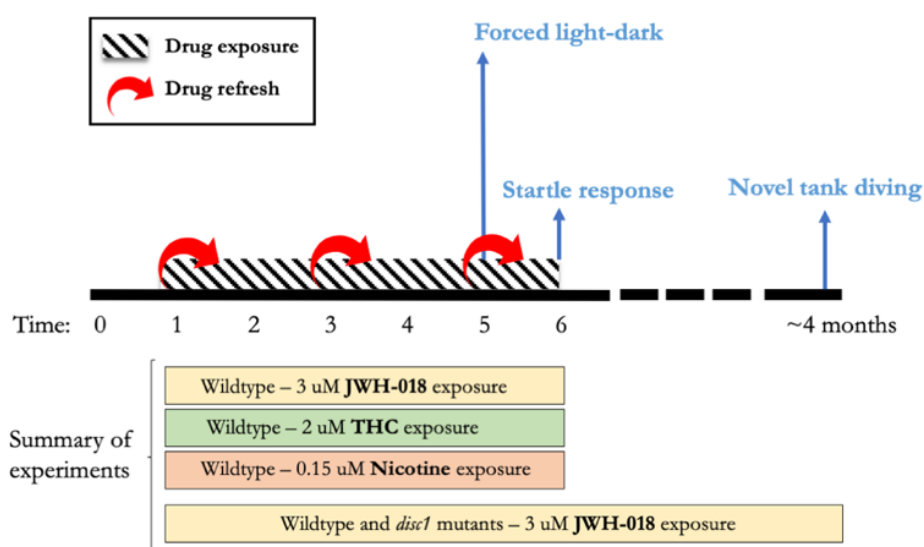 Drug exposure
Drug refresh
Forced light-dark
Startle response
Novel tank diving
Time: 0 1 2 3 4 5 6 ~4 months
Summary of
experiments
Wildtype – 3 uM JWH-018 exposure
Wildtype – 2 uM THC exposure
Wildtype – 0.15 uM Nicotine exposure
Wildtype and disc1 mutants – 3 uM JWH-018 exposure